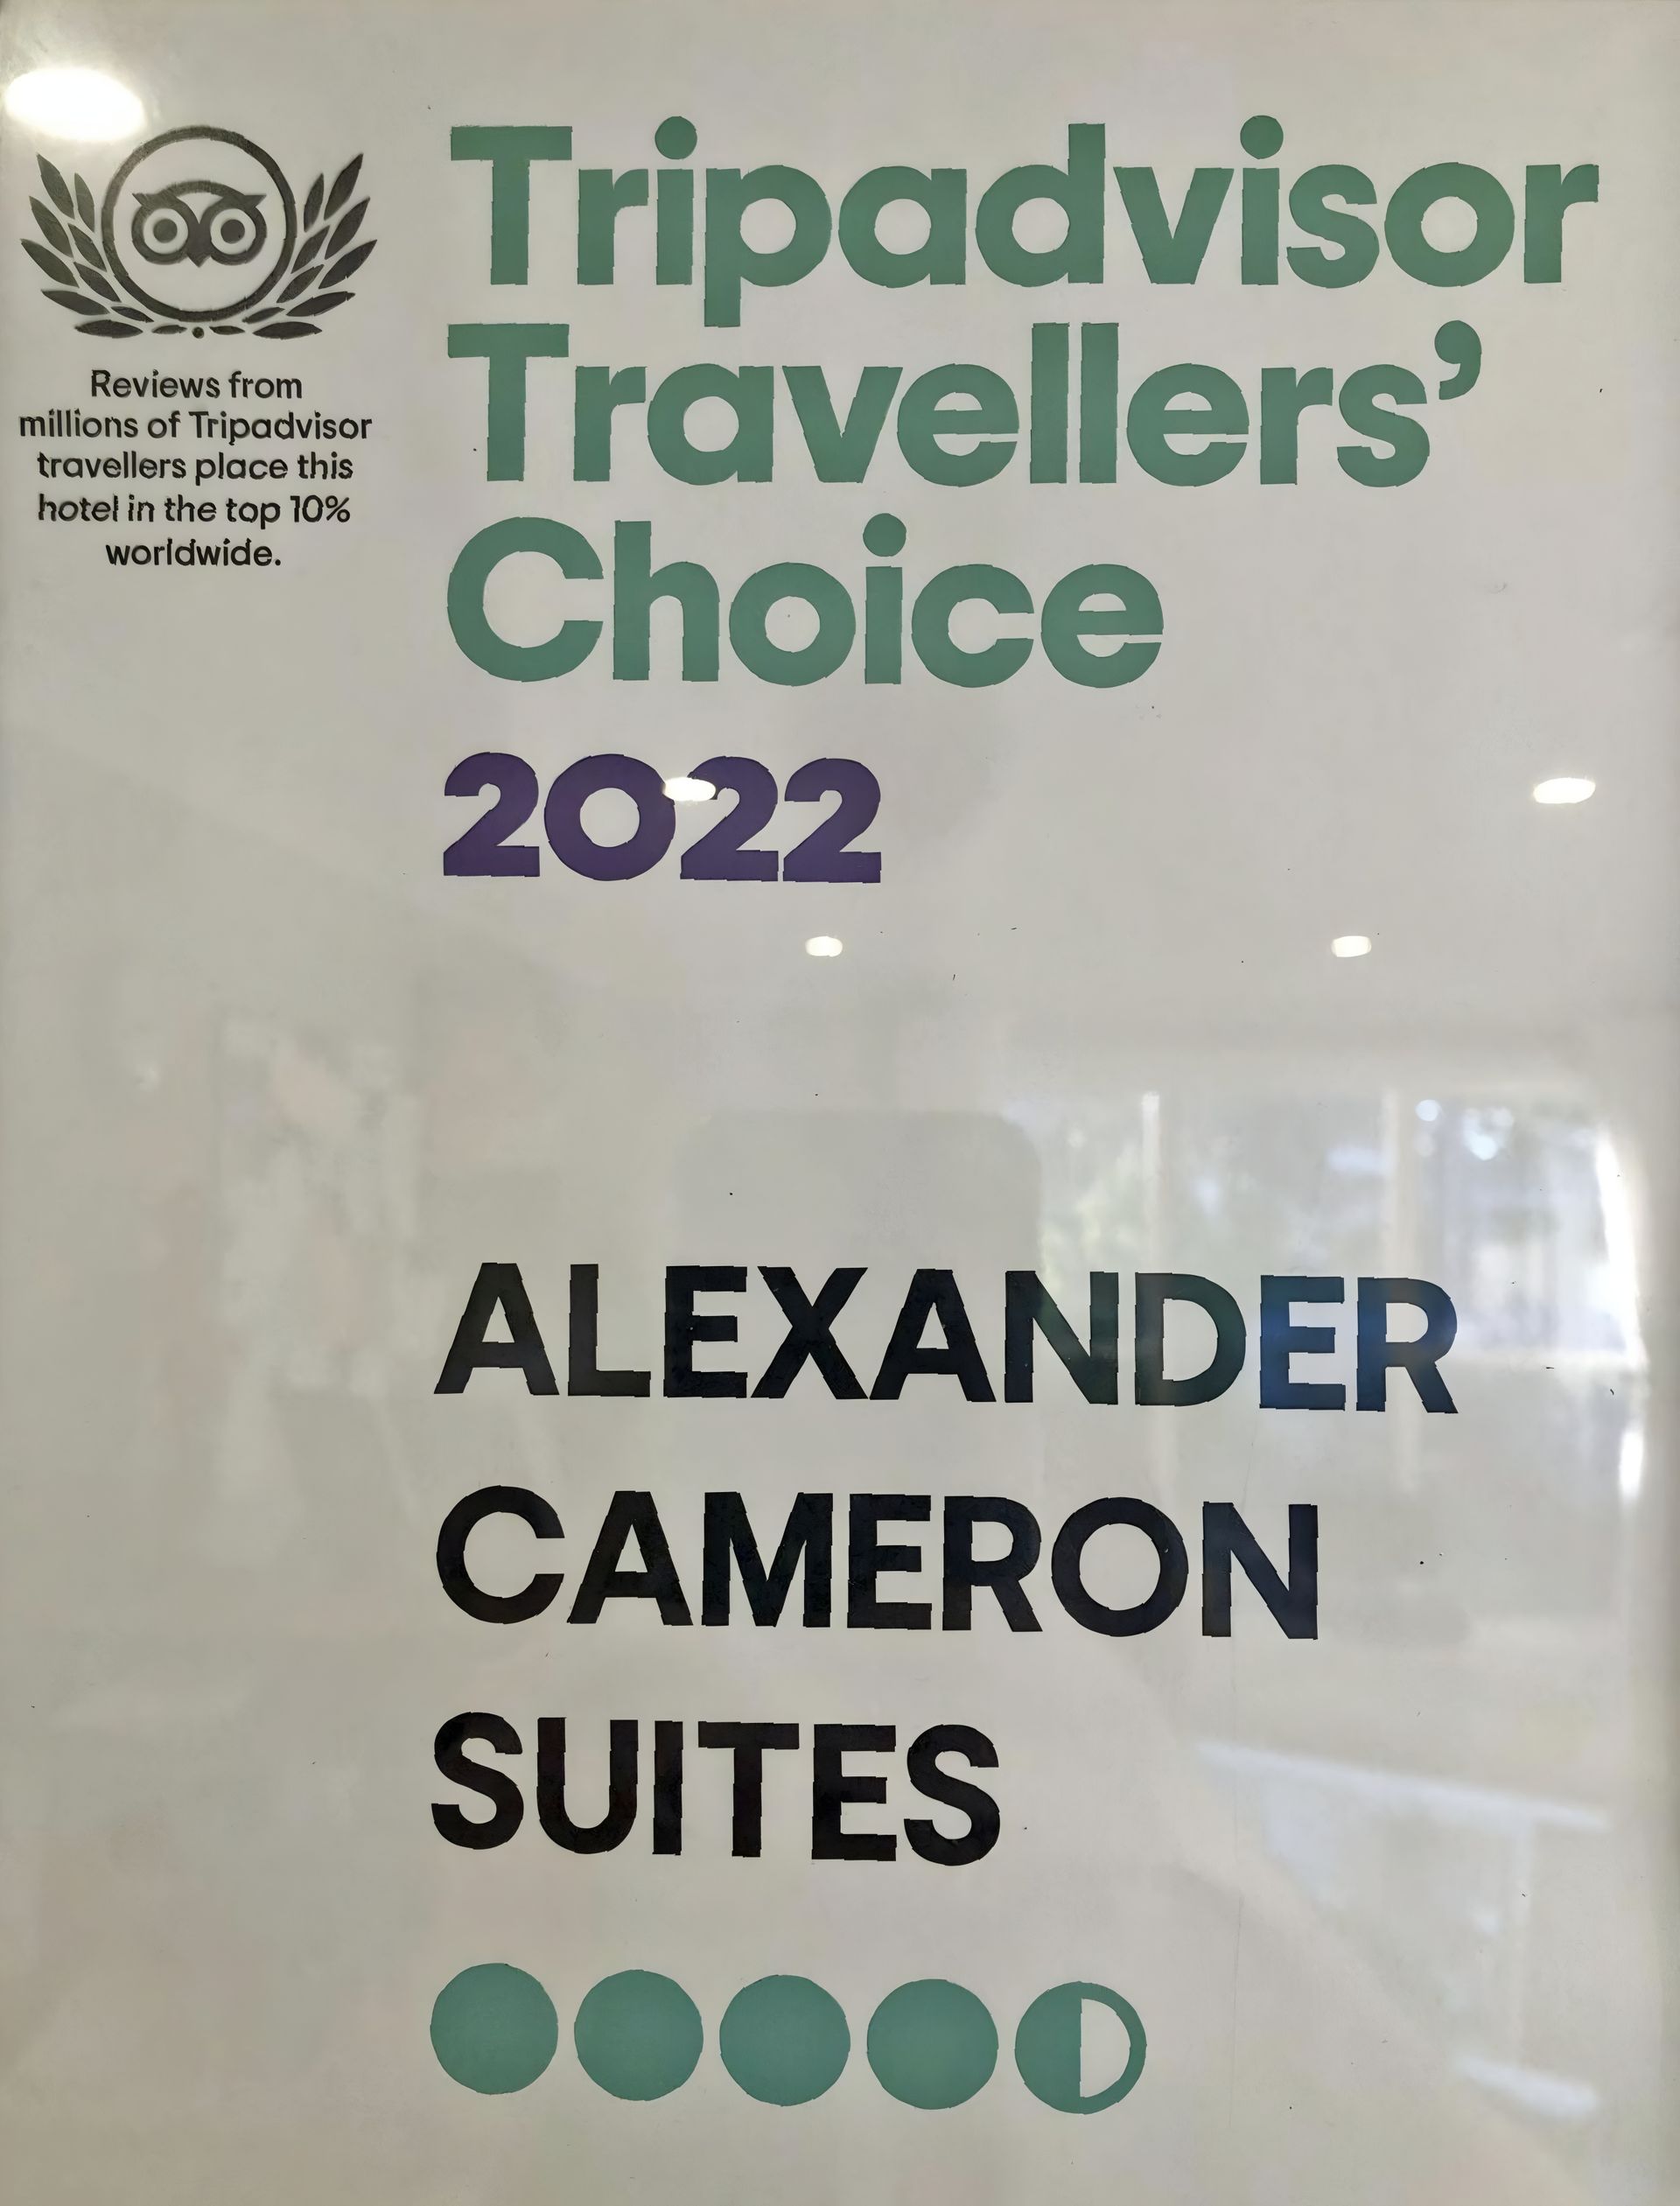 Reviews from
millions of Tripadvisor
travellers place this
hotel in the top 10%
worldwide.
Tripadvisor
Travellers’
Choice
2022
ALEXANDER
CAMERON
SUITES